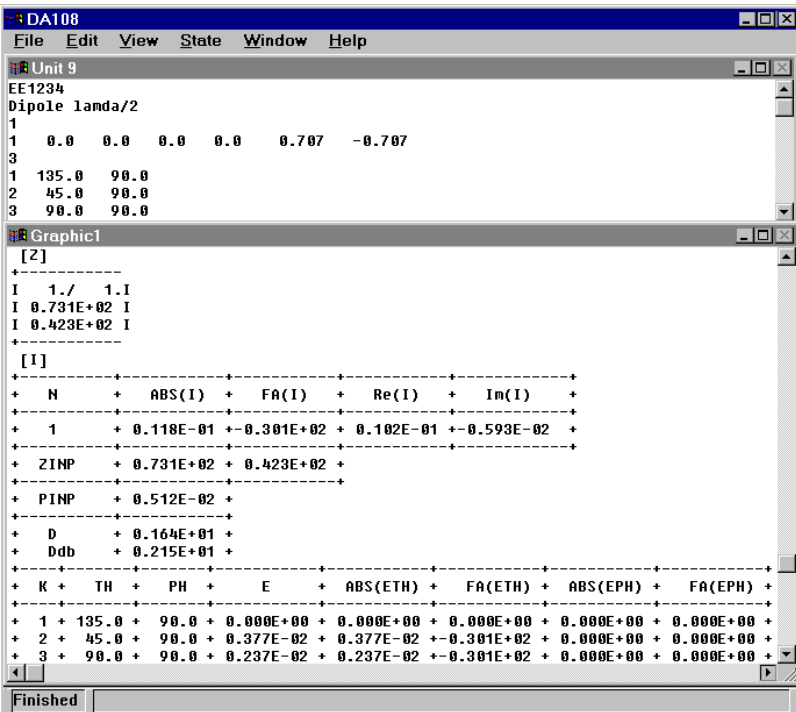 DA108
File Edit View State Window Help
Unit 9
EE1234
Dipole lamda/2
1
1 0.0 0.0 0.0 0.0 0.707 -0.707
3
1 135.0 90.0
2 45.0 90.0
3 90.0 90.0
Graphic1
[Z]
+-----------
I 1./ 1.I
I 0.731E+02 I
I 0.423E+02 I
+-----------
[I]
+----------+-----------+-----------+-----------+-----------+
+ N + ABS(I) + FA(I) + Re(I) + Im(I) +
+----------+-----------+-----------+-----------+-----------+
+ 1 + 0.118E-01 +-0.301E+02 + 0.102E-01 +-0.593E-02 +
+----------+-----------+-----------+-----------+-----------+
+ ZINP + 0.731E+02 + 0.423E+02 +
+----------+-----------+-----------+
+ PINP + 0.512E-02 +
+----------+-----------+
+ D + 0.164E+01 +
+ Ddb + 0.215E+01 +
+----+-------+-------+-----------+-----------+-----------+-----------+-----------+
+ K + TH + PH + E + ABS(ETH) + FA(ETH) + ABS(EPH) + FA(EPH) +
+----+-------+-------+-----------+-----------+-----------+-----------+-----------+
+ 1 + 135.0 + 90.0 + 0.000E+00 + 0.000E+00 + 0.000E+00 + 0.000E+00 + 0.000E+00 +
+ 2 + 45.0 + 90.0 + 0.377E-02 + 0.377E-02 +-0.301E+02 + 0.000E+00 + 0.000E+00 +
+ 3 + 90.0 + 90.0 + 0.237E-02 + 0.237E-02 +-0.301E+02 + 0.000E+00 + 0.000E+00 +
Finished